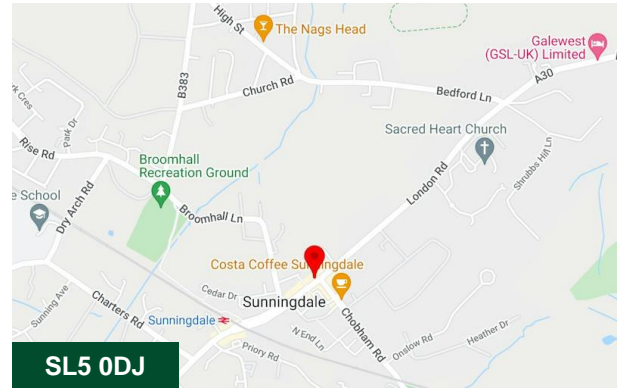 High St
The Nags Head
Galewest
(GSL-UK) Limited
A30
B383
Church Rd
Bedford Ln
Park Cres
Park Dr
Sacred Heart Church
Rise Rd
Broomhall
Recreation Ground
London Rd
Shrubbs Hill Ln
e School
Dry Arch Rd
Broomhall Ln
Costa Coffee Sunningdale
Cedar Dr
Sunningdale
Charters Rd
Sunning Ave
Sunningdale
N End Ln
Chobham Rd
Onslow Rd
Heather Dr
Priory Rd
SL5 0DJ